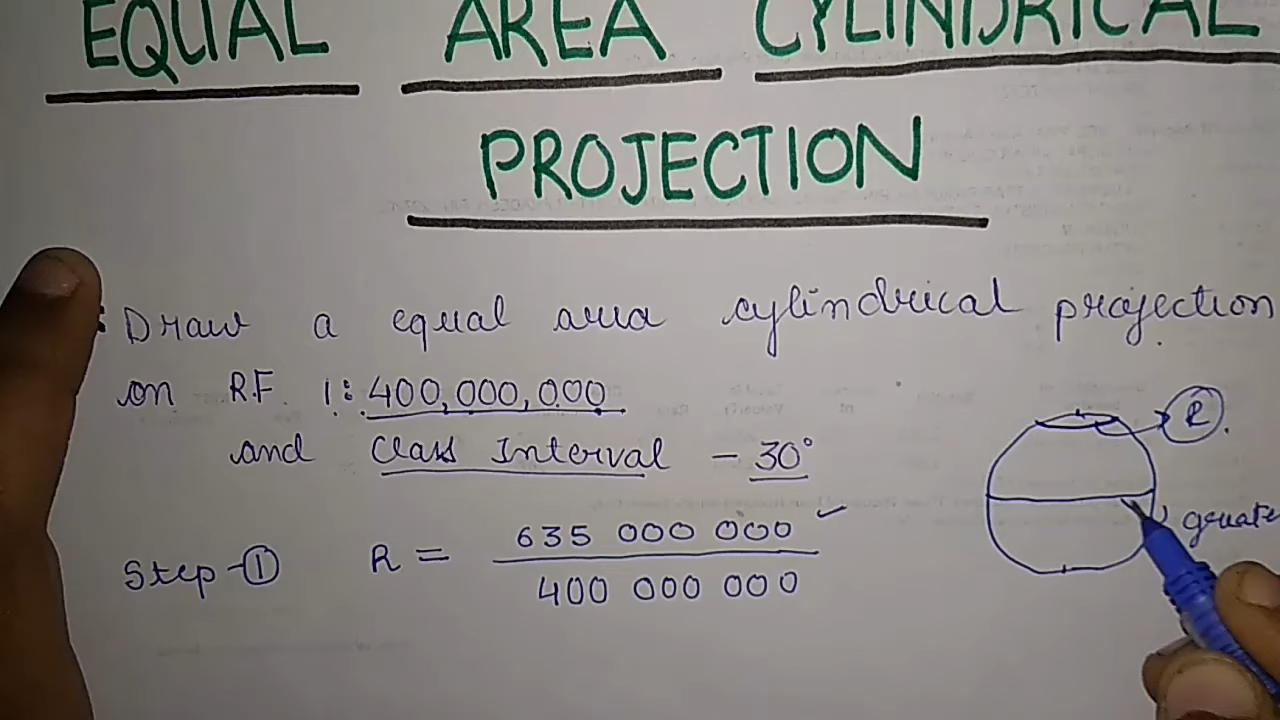 EQUAL AREA CYLINDRICAL
PROJECTION
: Draw a equal area cylindrical projection
on R.F. 1: 400,000,000
and Class Interval - 30°
R.
Step-① R = 635 000 000
400 000 000